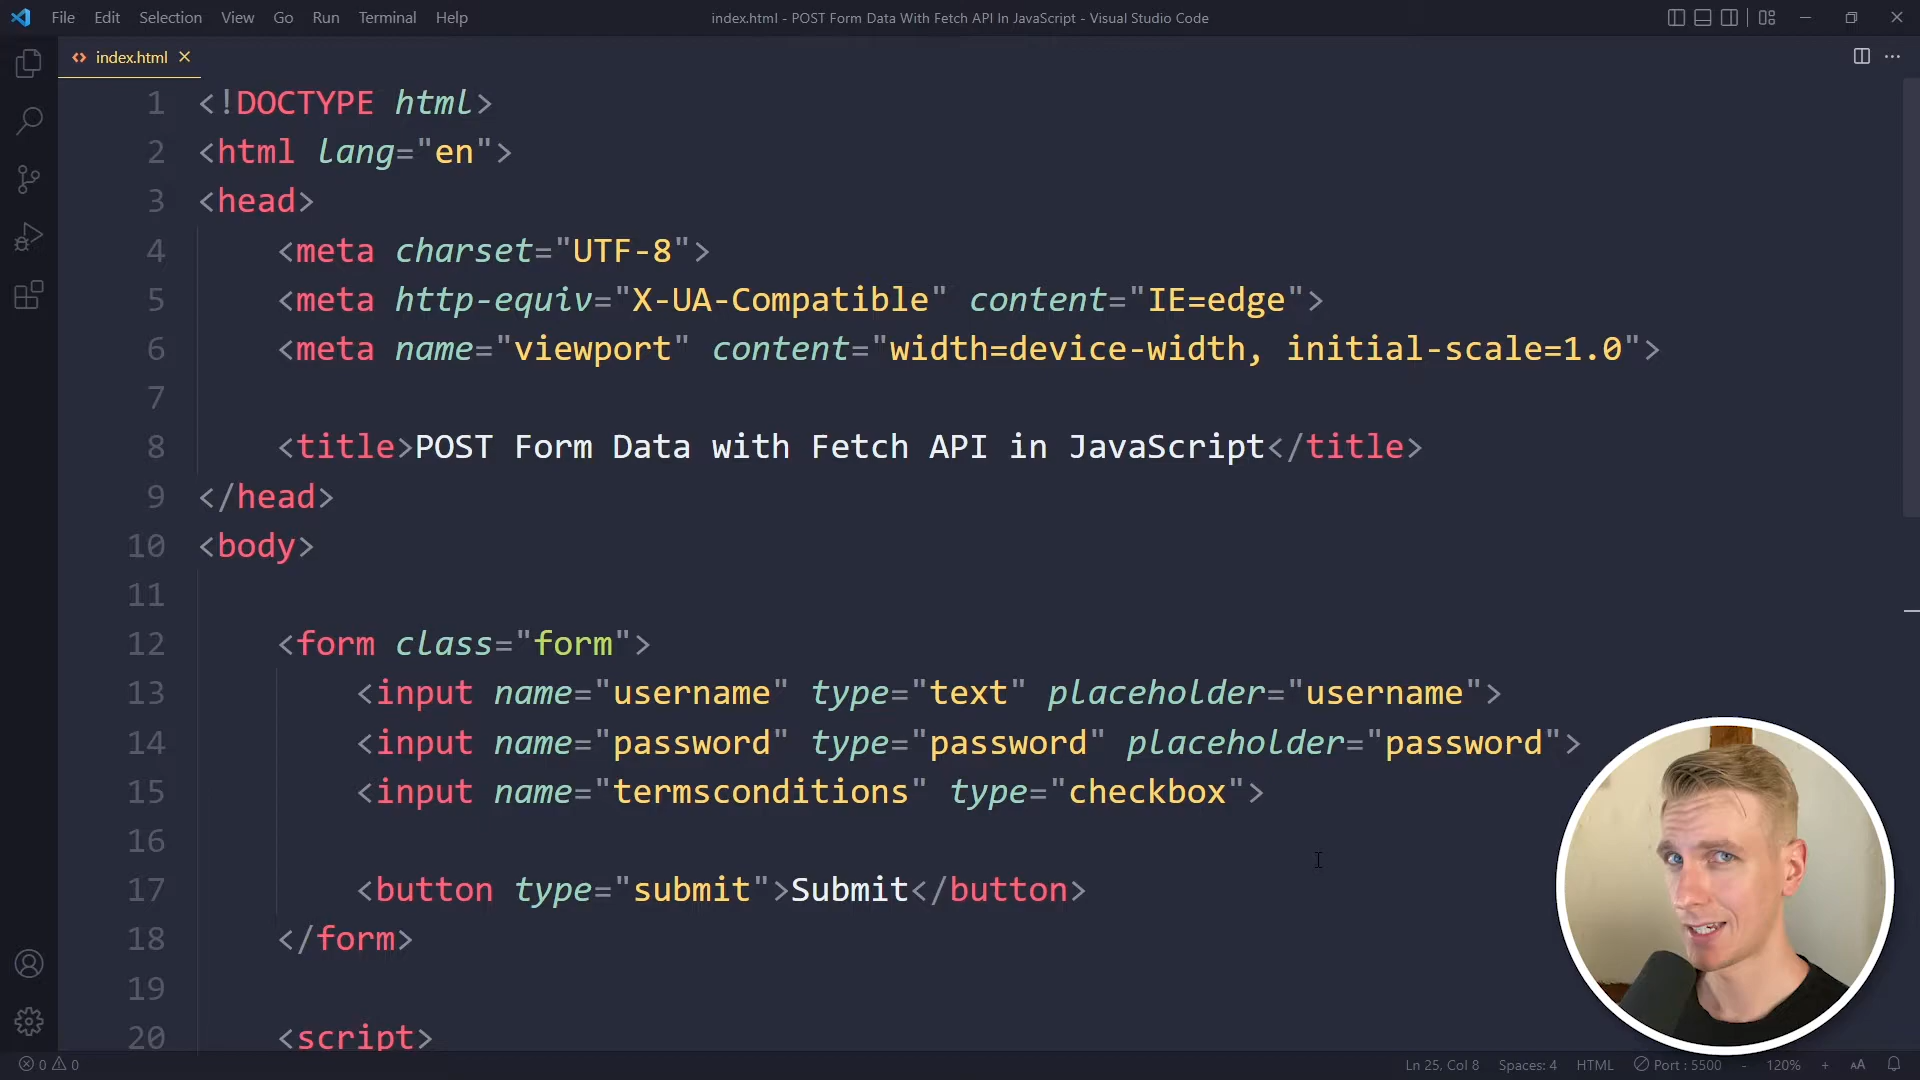 File Edit Selection View Go Run Terminal Help
index.html - POST Form Data With Fetch API In JavaScript - Visual Studio Code
index.html
1 <!DOCTYPE html>
2 <html lang="en">
3 <head>
4 <meta charset="UTF-8">
5 <meta http-equiv="X-UA-Compatible" content="IE=edge">
6 <meta name="viewport" content="width=device-width, initial-scale=1.0">
7
8 <title>POST Form Data with Fetch API in JavaScript</title>
9 </head>
10 <body>
11
12 <form class="form">
13 <input name="username" type="text" placeholder="username">
14 <input name="password" type="password" placeholder="password">
15 <input name="termsconditions" type="checkbox">
16
17 <button type="submit">Submit</button>
18 </form>
19
20 <script>
0 0 Ln 25, Col 8 Spaces: 4 HTML Port : 5500 - 120% + AA